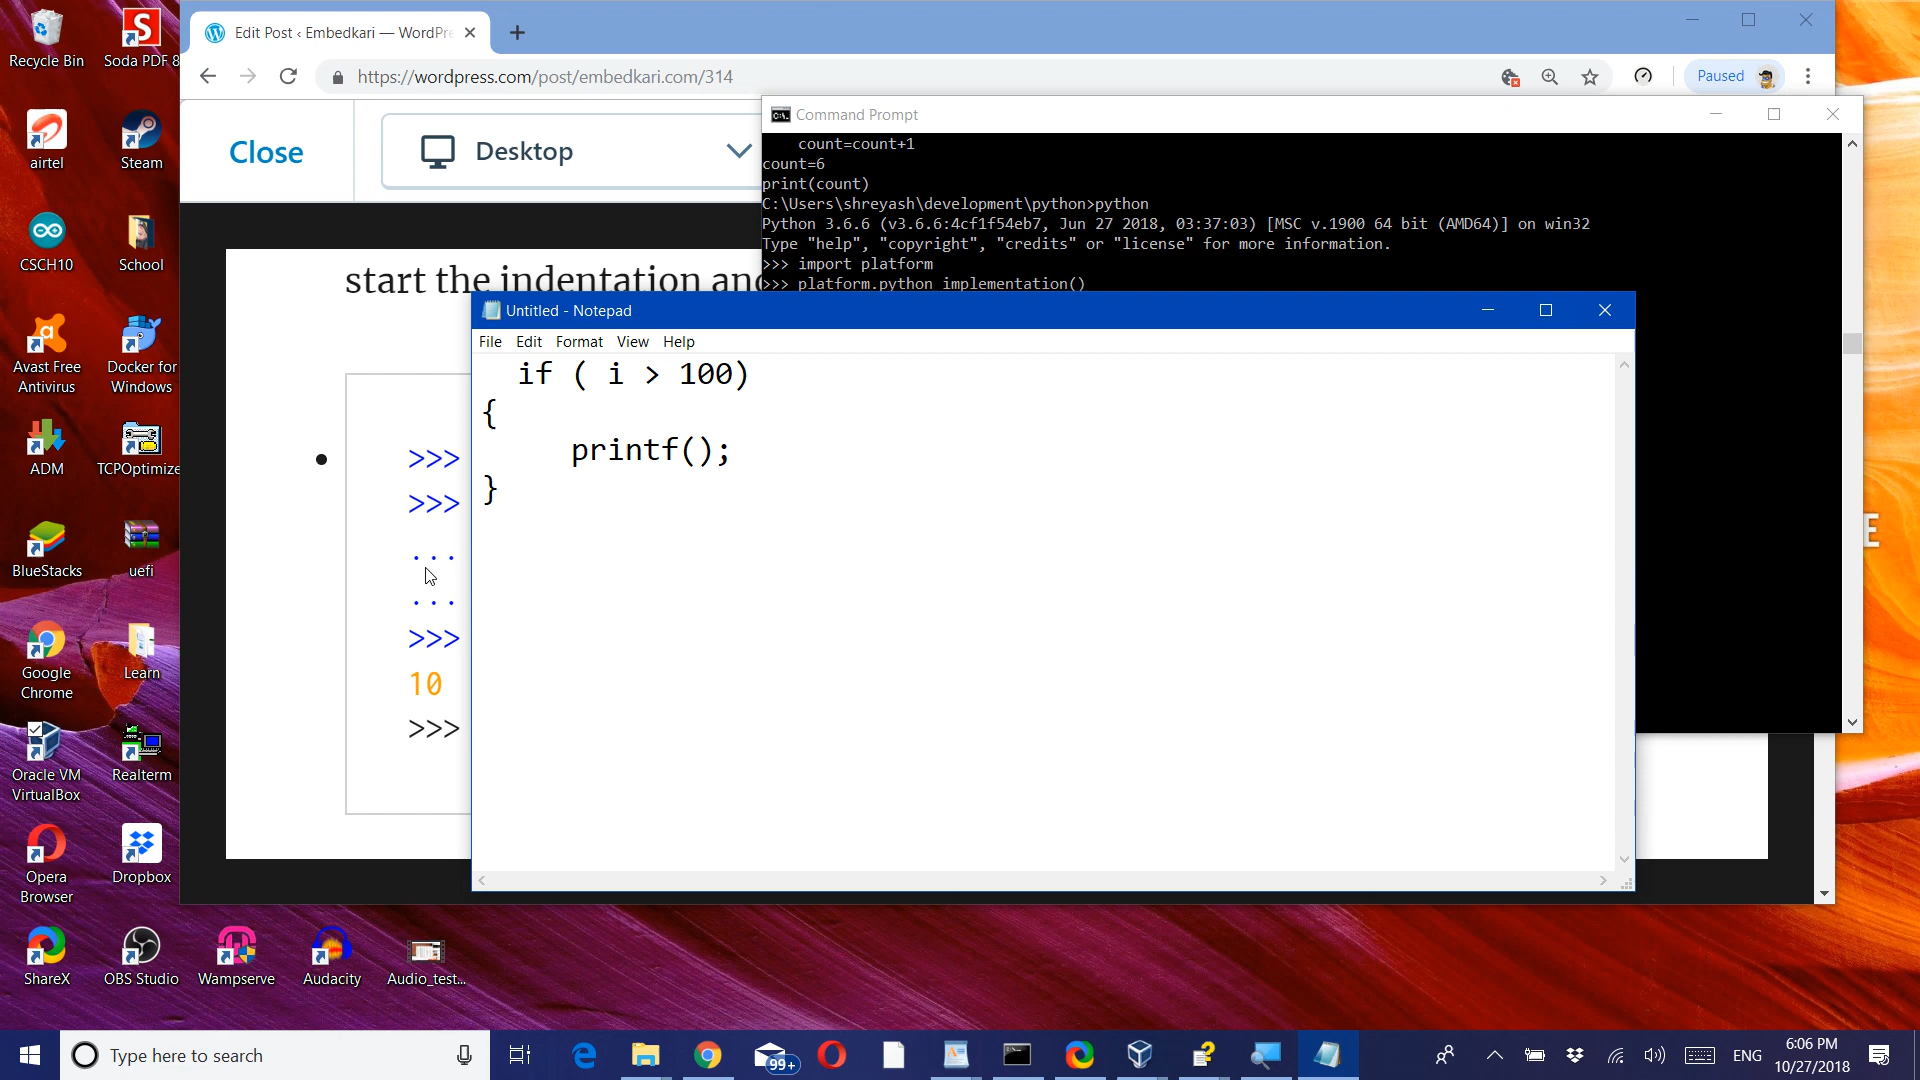 Recycle Bin
Soda PDF 8
airtel
Steam
CSCH10
School
Avast Free
Antivirus
Docker for
Windows
ADM
TCPOptimize
BlueStacks
uefi
Google
Chrome
Learn
Oracle VM
VirtualBox
Realterm
Opera
Browser
Dropbox
ShareX
OBS Studio
Wampserve
Audacity
Audio_test...
Edit Post ‹ Embedkari — WordPre
https://wordpress.com/post/embedkari.com/314
Paused
Close
Desktop
start the indentation and
>>>
>>>
...
...
>>>
10
>>>
Command Prompt
count=count+1
count=6
print(count)
C:\Users\shreyash\development\python>python
Python 3.6.6 (v3.6.6:4cf1f54eb7, Jun 27 2018, 03:37:03) [MSC v.1900 64 bit (AMD64)] on win32
Type "help", "copyright", "credits" or "license" for more information.
>>> import platform
>>> platform.python_implementation()
Untitled - Notepad
File Edit Format View Help
if ( i > 100)
{
printf();
}
E
Type here to search
99+
ENG
6:06 PM
10/27/2018